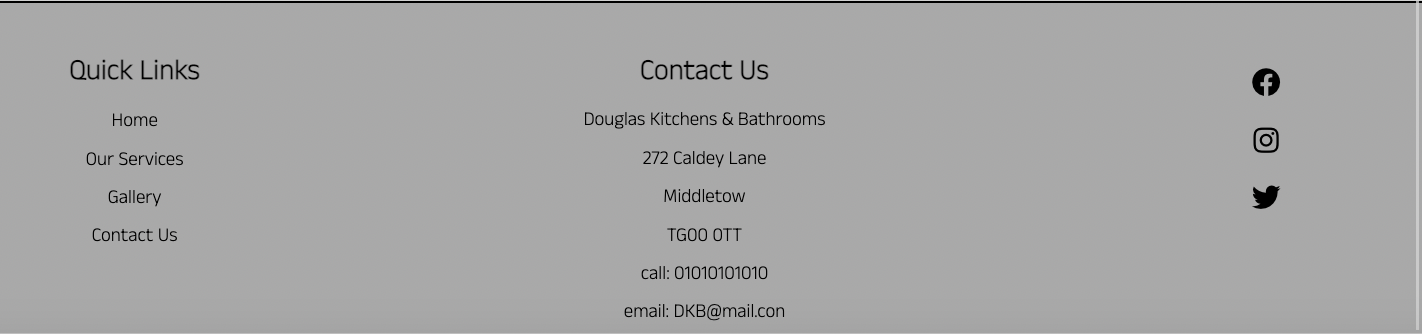 Quick Links
Home
Our Services
Gallery
Contact Us
Contact Us
Douglas Kitchens & Bathrooms
272 Caldey Lane
Middletow
TG00 0TT
call: 01010101010
email: DKB@mail.con